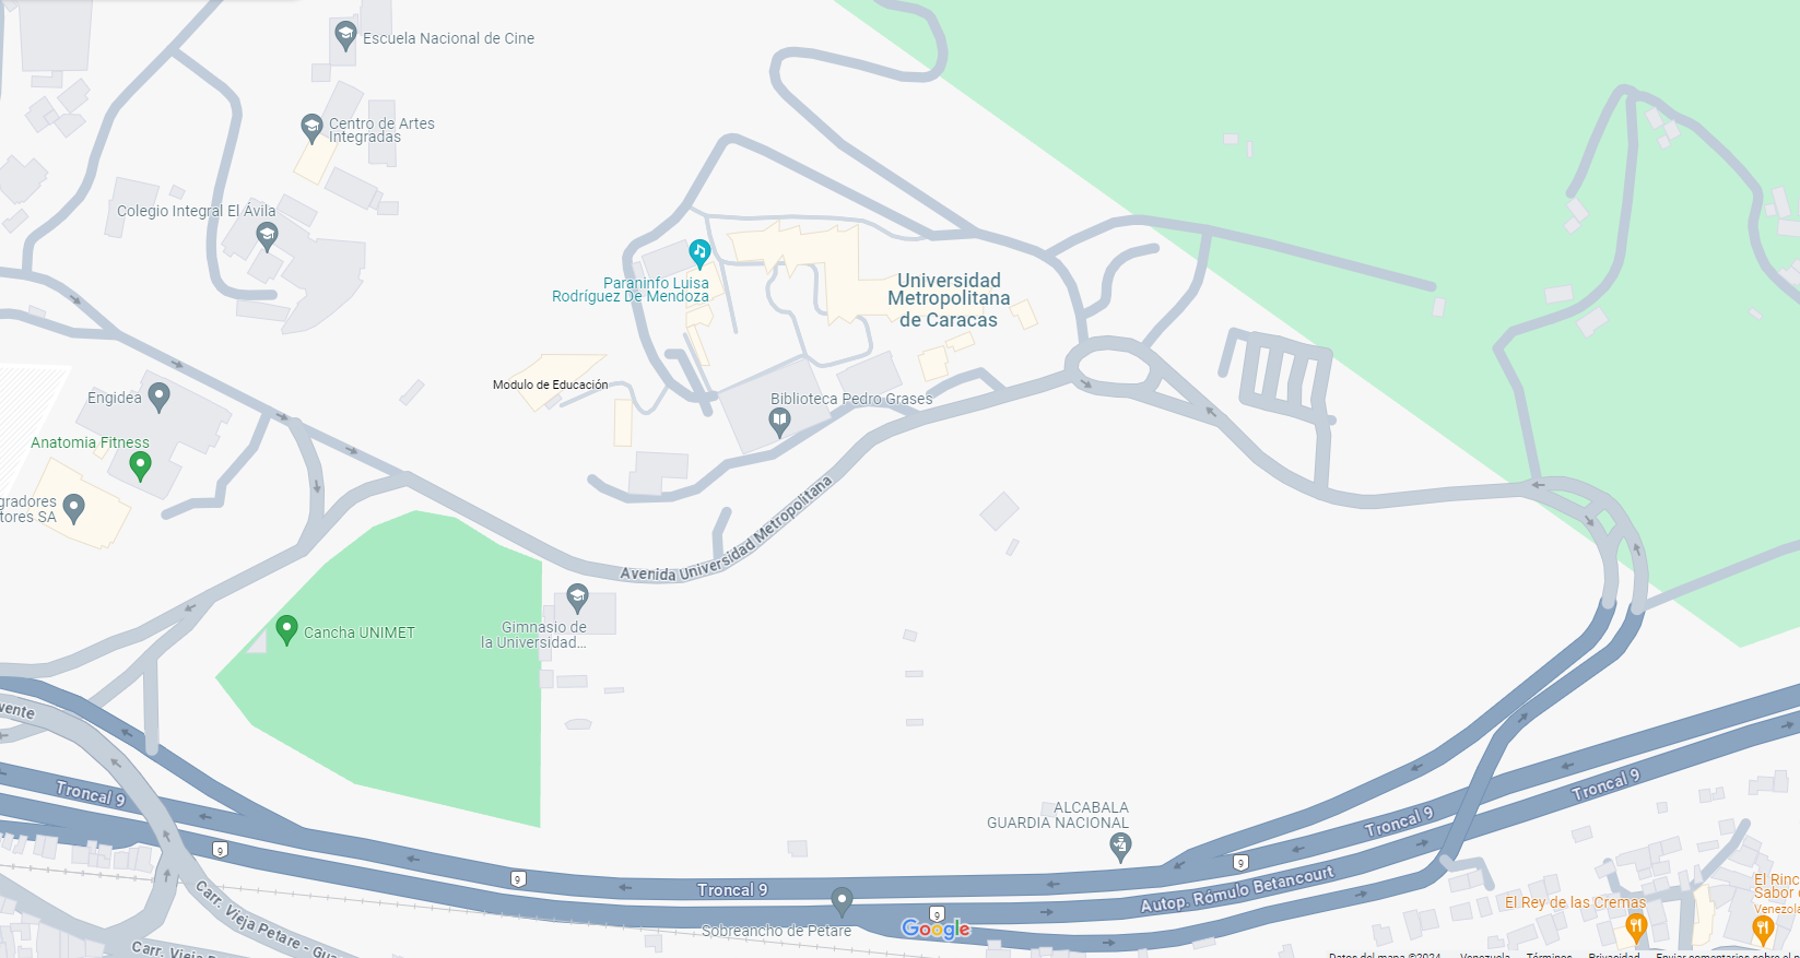 Escuela Nacional de Cine
Centro de Artes
Integradas
Colegio Integral El Ávila
Paraninfo Luisa
Rodríguez De Mendoza
Universidad
Metropolitana
de Caracas
Modulo de Educación
Biblioteca Pedro Grases
Engidea
Anatomia Fitness
gradores
tores SA
Avenida Universidad Metropolitana
Cancha UNIMET
Gimnasio de
la Universidad...
vente
Troncal 9
ALCABALA
GUARDIA NACIONAL
Troncal 9
Troncal 9
9
9
9
9
Troncal 9
Autop. Rómulo Betancourt
Carr. Vieja Petare - Gua
Sobreancho de Petare
Google
El Rey de las Cremas
El Rinc
Sabor
Venezola
Carr. Vieja
Datos del mapa ©2024
Venezuela
Términos
Privacidad
Enviar comentarios sobre el